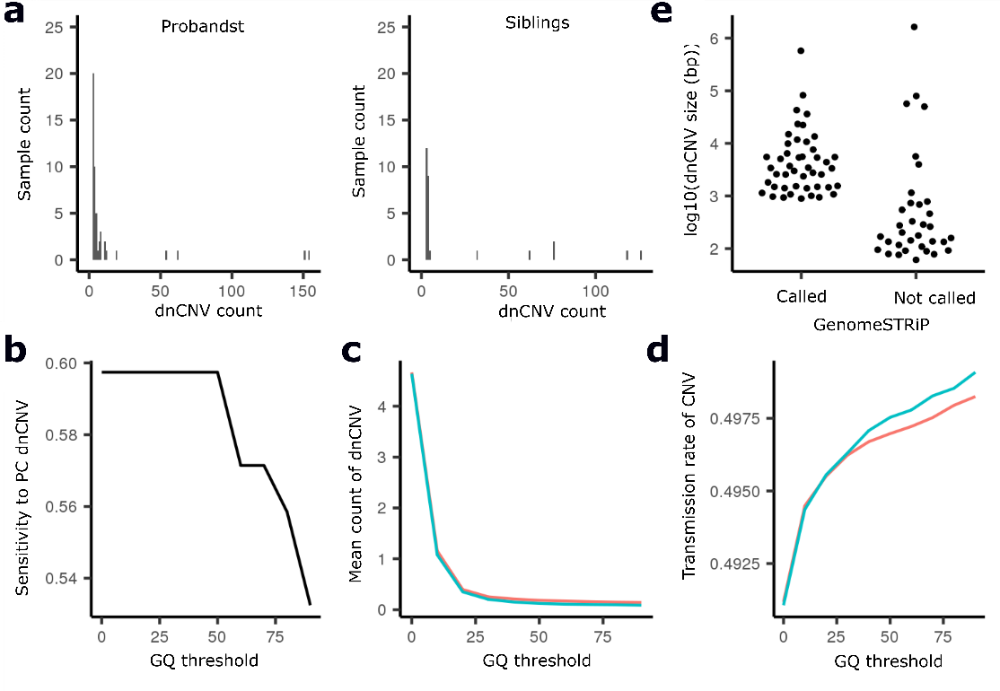 a
Probandst
Sample count
25
20
15
10
5
0
0 50 100 150
dnCNV count
Siblings
Sample count
25
20
15
10
5
0
0 50 100
dnCNV count
e
log10(dnCNV size (bp))
6
5
4
3
2
Called Not called
GenomeSTRiP
b
Sensitivity to PC dnCNV
0.60
0.58
0.56
0.54
0 25 50 75
GQ threshold
c
Mean count of dnCNV
4
3
2
1
0
0 25 50 75
GQ threshold
d
Transmission rate of CNV
0.4975
0.4950
0.4925
0 25 50 75
GQ threshold